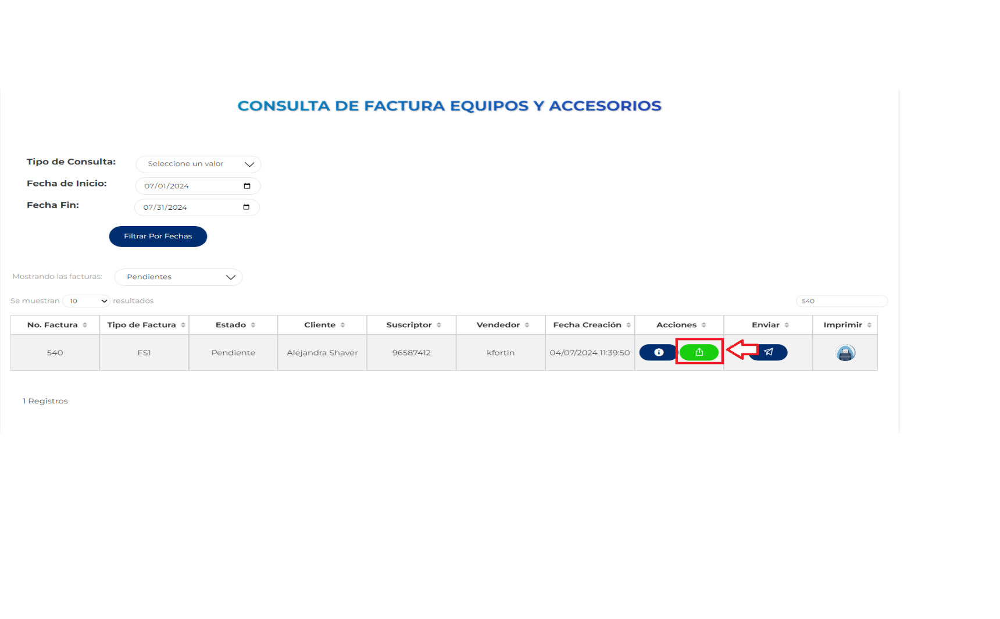 CONSULTA DE FACTURA EQUIPOS Y ACCESORIOS
Tipo de Consulta: Seleccione un valor
Fecha de Inicio: 07/01/2024
Fecha Fin: 07/31/2024
Filtrar Por Fechas
Mostrando las facturas: Pendientes
Se muestran 10 resultados 540
No. Factura Tipo de Factura Estado Cliente Suscriptor Vendedor Fecha Creación Acciones Enviar Imprimir
540 FS1 Pendiente Alejandra Shaver 96587412 kfortin 04/07/2024 11:39:50
1 Registros